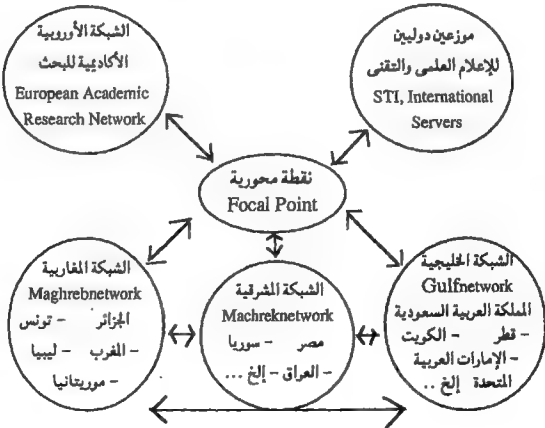 الشبكة الأوروبية
الأكاديمية للبحث
European Academic
Research Network
موزعين دوليين
للإعلام العلمى والتقنى
STI, International
Servers
نقطة محورية
Focal Point
الشبكة المغاربية
Maghrebnetwork
الجزائر - تونس
- المغرب - ليبيا
- موريتانيا
الشبكة المشرقية
Machreknetwork
مصر - سوريا
- العراق - إلخ ...
الشبكة الخليجية
Gulfnetwork
المملكة العربية السعودية
- قطر - الكويت
- الإمارات العربية
المتحدة إلخ ..